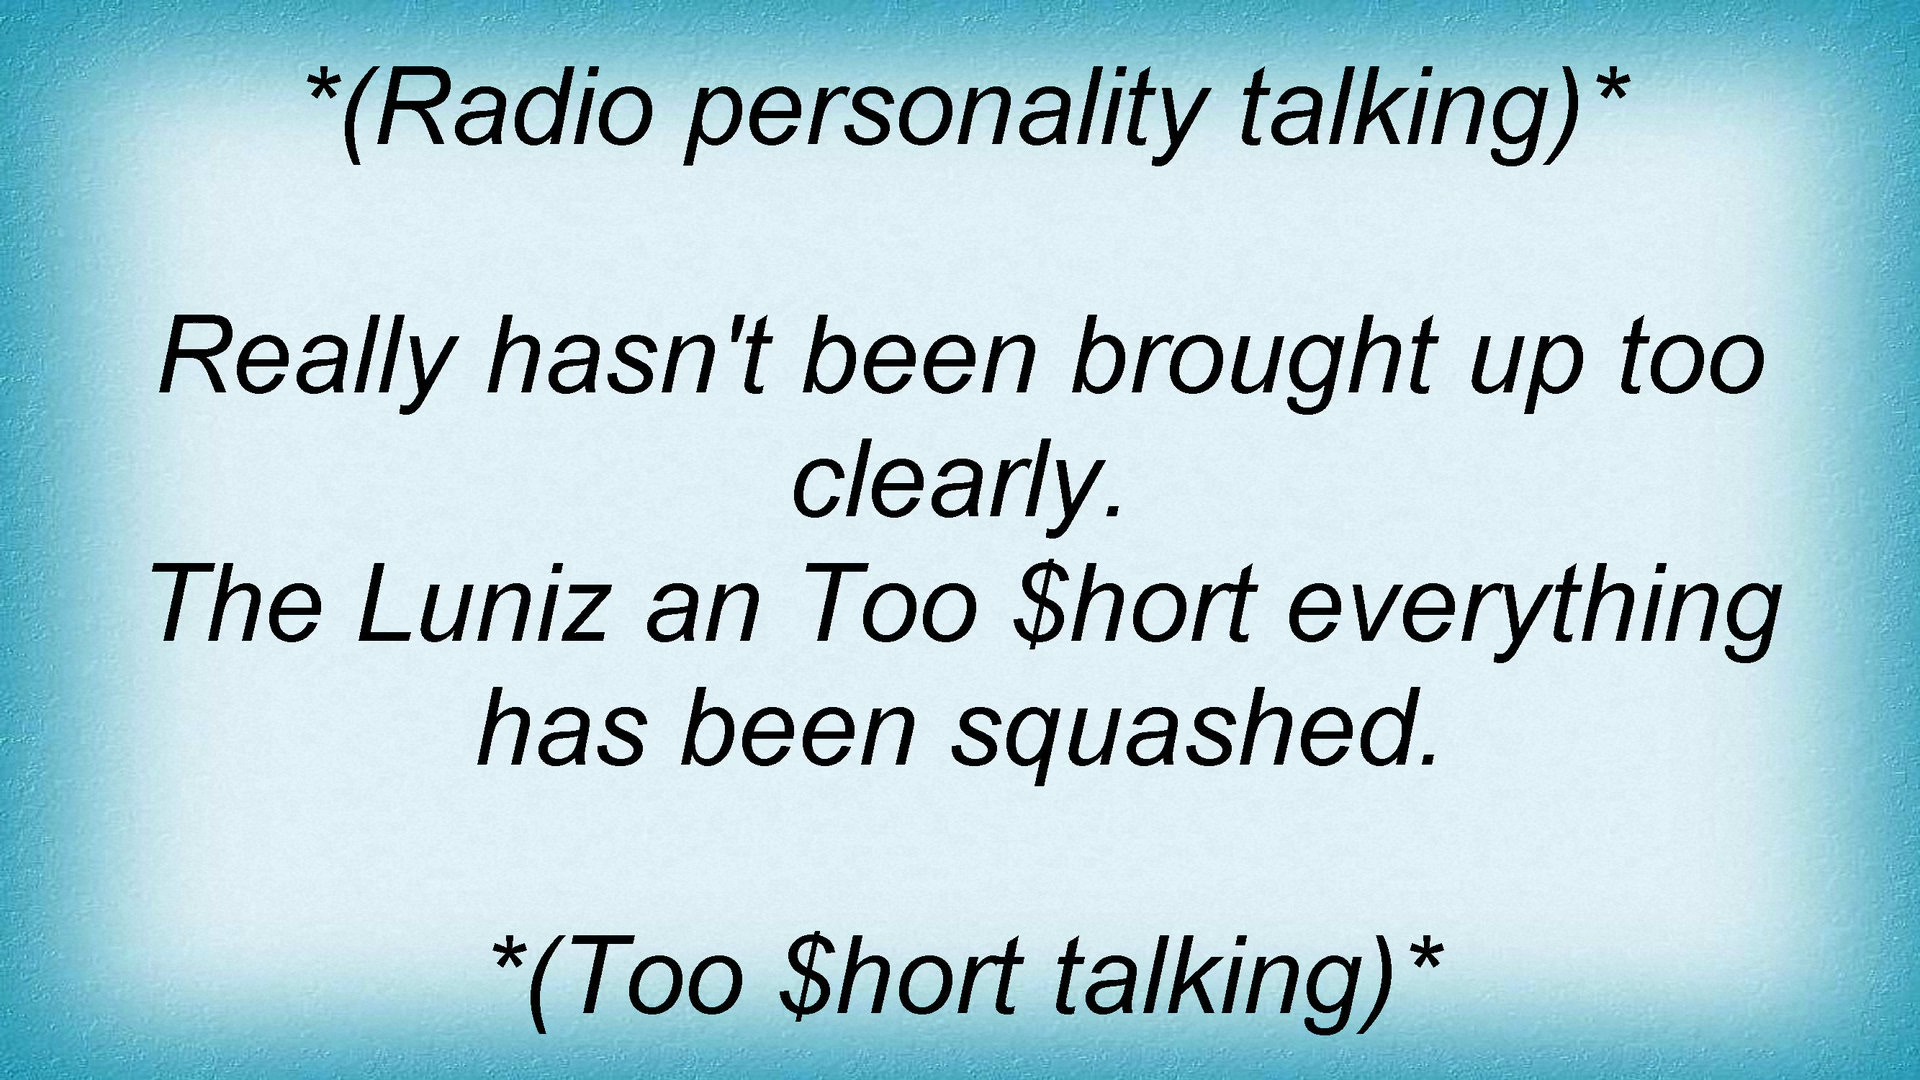 *(Radio personality talking)*
Really hasn't been brought up too
clearly.
The Luniz an Too $hort everything
has been squashed.
*(Too $hort talking)*